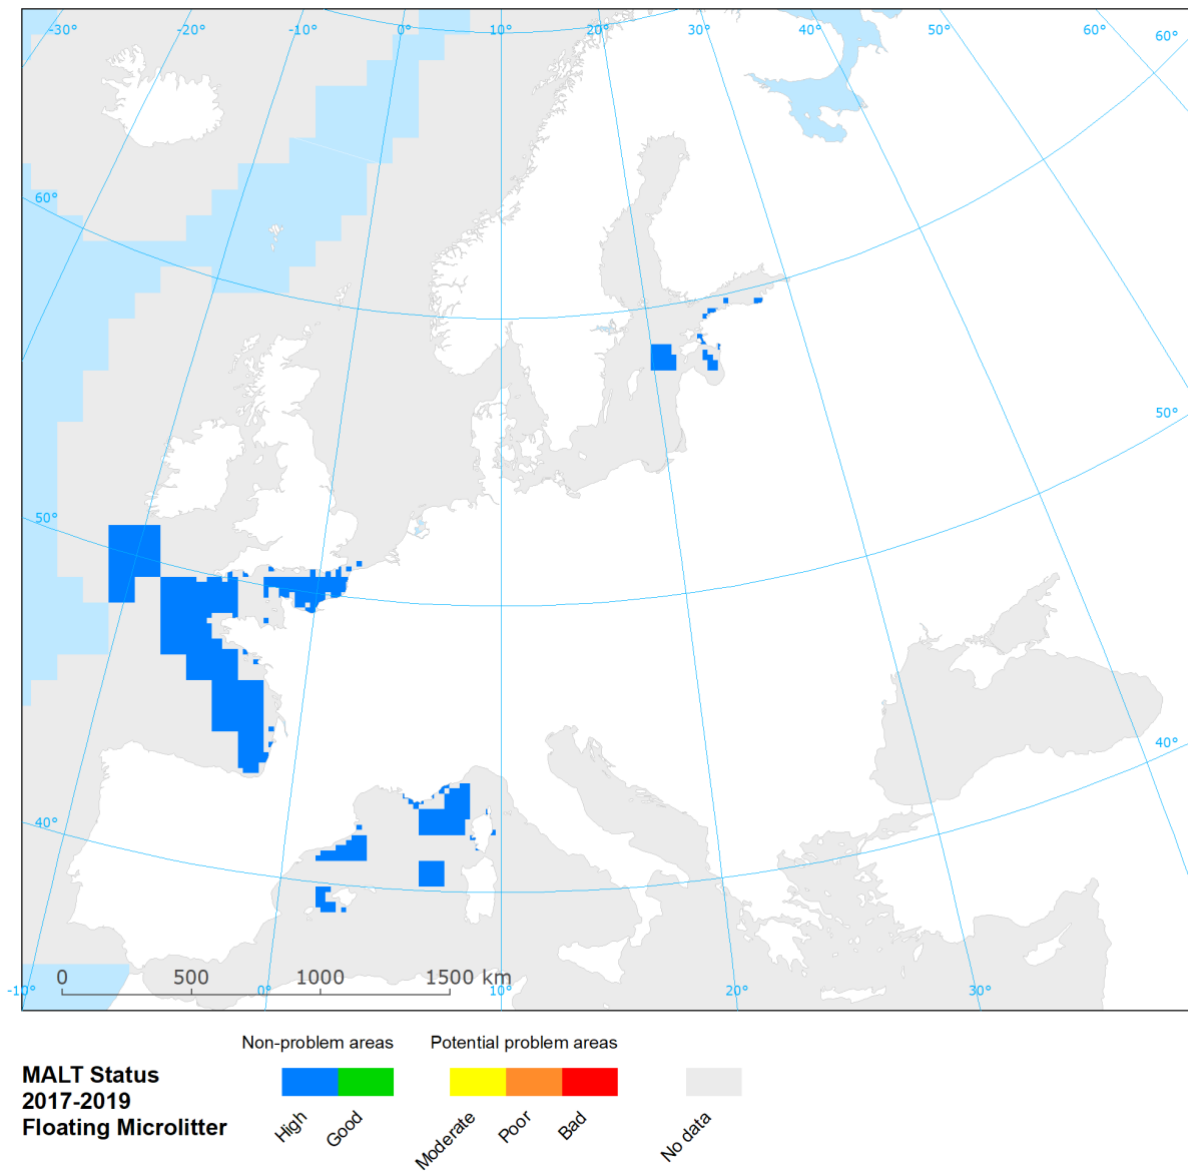 -30° -20° -10° 0° 10° 20° 30° 40° 50° 60° 60°
60°
50°
50°
40°
40°
0 500 1000 1500 km
-10° 0° 10° 20° 30°
Non-problem areas Potential problem areas
MALT Status
2017-2019
Floating Microlitter
High Good Moderate Poor Bad No data